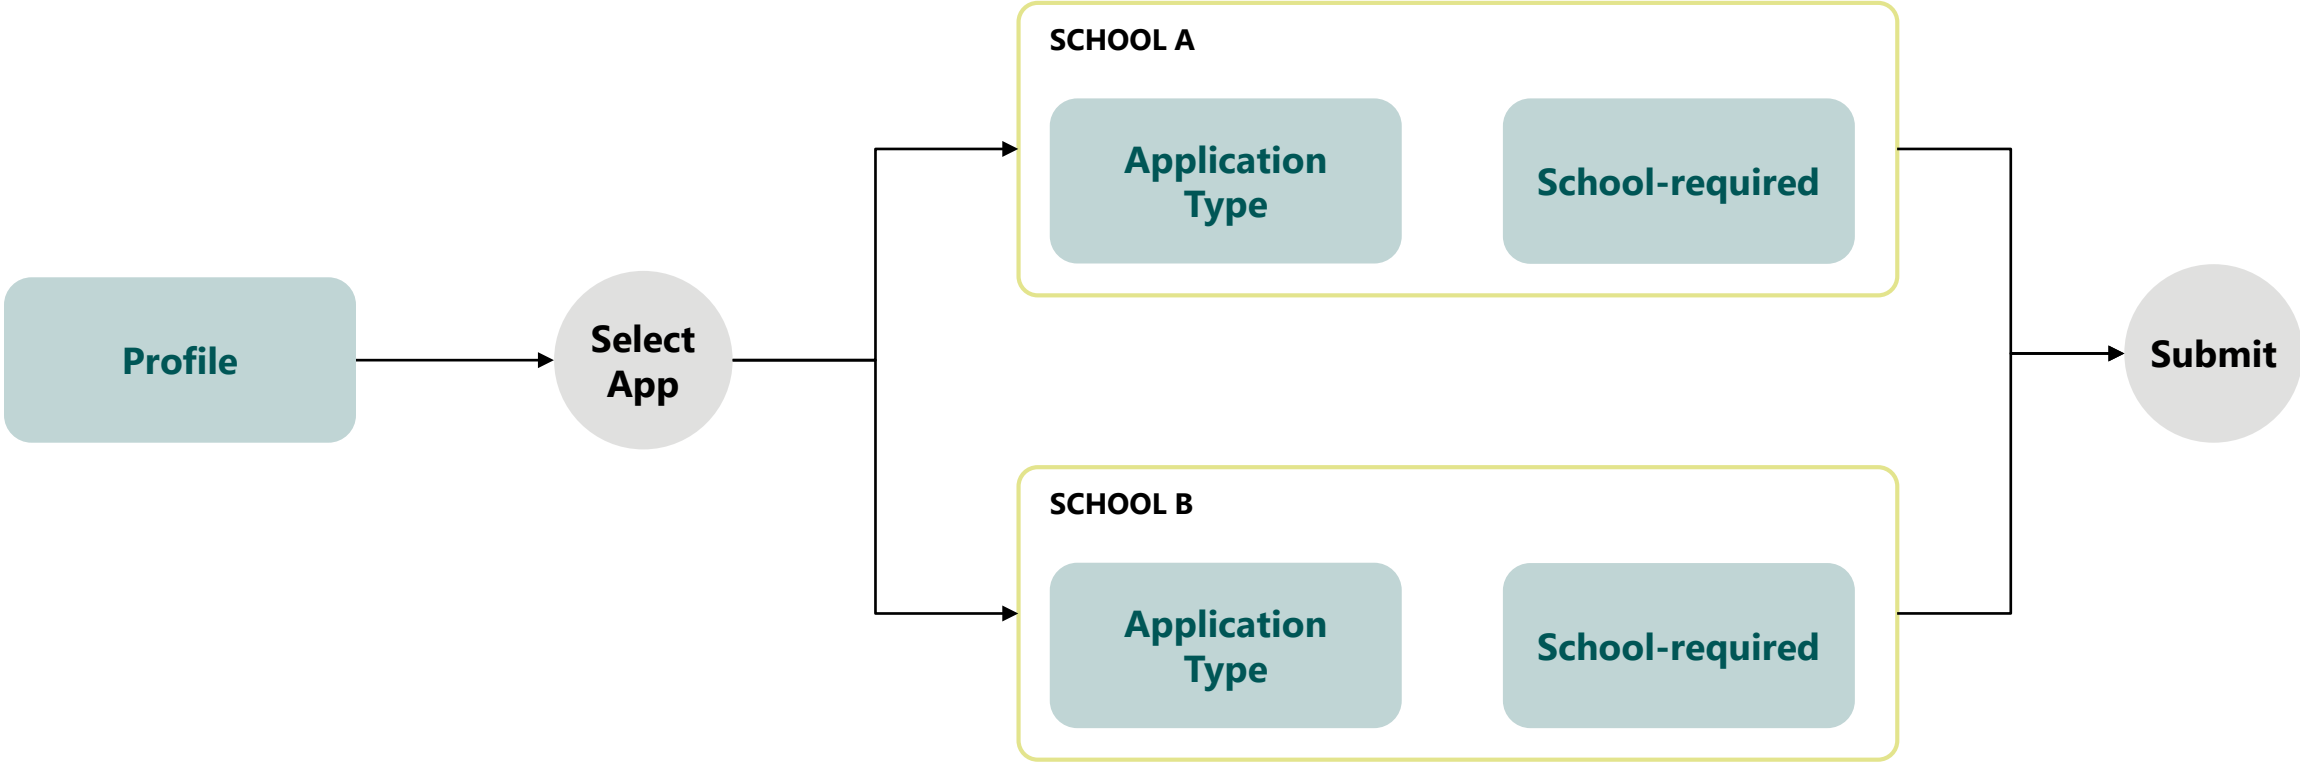 Profile
Select
App
SCHOOL A
Application
Type
School-required
SCHOOL B
Application
Type
School-required
Submit